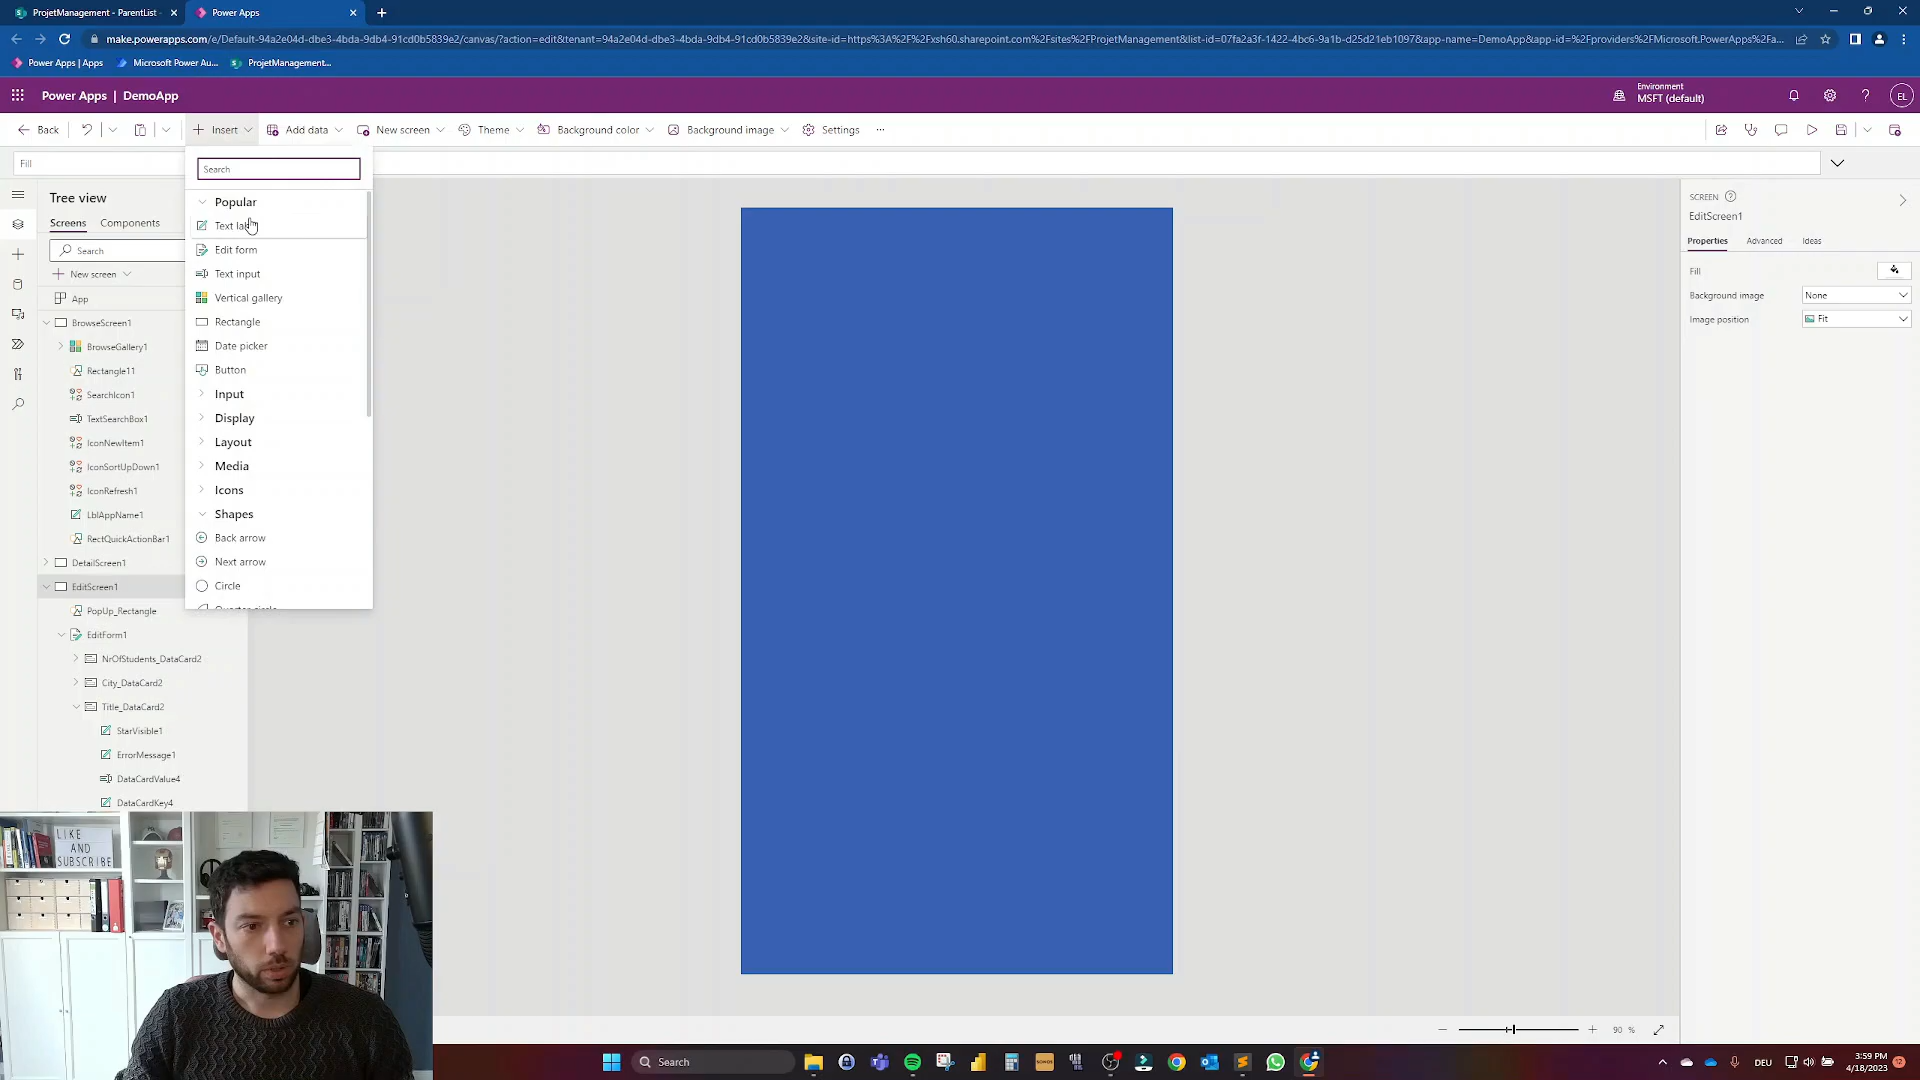 ProjetManagement - ParentList -
Power Apps
make.powerapps.com/e/Default-94a2e04d-dbe3-4bda-9db4-91cd0b5839e2/canvas/?action=edit&tenant=94a2e04d-dbe3-4bda-9db4-91cd0b5839e2&site-id=https%3A%2F%2Fxsh60.sharepoint.com%2Fsites%2FProjetManagement&list-id=07fa2a3f-1422-4bc6-9a1b-d25d21eb1097&app-name=DemoApp&app-id=%2Fproviders%2FMicrosoft.PowerApps%2Fa...
Power Apps | Apps
Microsoft Power Au...
ProjetManagement...
Power Apps | DemoApp
Environment
MSFT (default)
EL
Back
Insert
Add data
New screen
Theme
Background color
Background image
Settings
Fill
Search
Tree view
Screens
Components
Search
New screen
App
BrowseScreen1
BrowseGallery1
Rectangle11
SearchIcon1
TextSearchBox1
IconNewItem1
IconSortUpDown1
IconRefresh1
LblAppName1
RectQuickActionBar1
DetailScreen1
EditScreen1
PopUp_Rectangle
EditForm1
NrOfStudents_DataCard2
City_DataCard2
Title_DataCard2
StarVisible1
ErrorMessage1
DataCardValue4
DataCardKey4
Popular
Text
Edit form
Text input
Vertical gallery
Rectangle
Date picker
Button
Input
Display
Layout
Media
Icons
Shapes
Back arrow
Next arrow
Circle
SCREEN
EditScreen1
Properties
Advanced
Ideas
Fill
Background image
None
Image position
Fit
LIKE
AND
SUBSCRIBE
90 %
Search
DEU
3:59 PM
4/18/2023